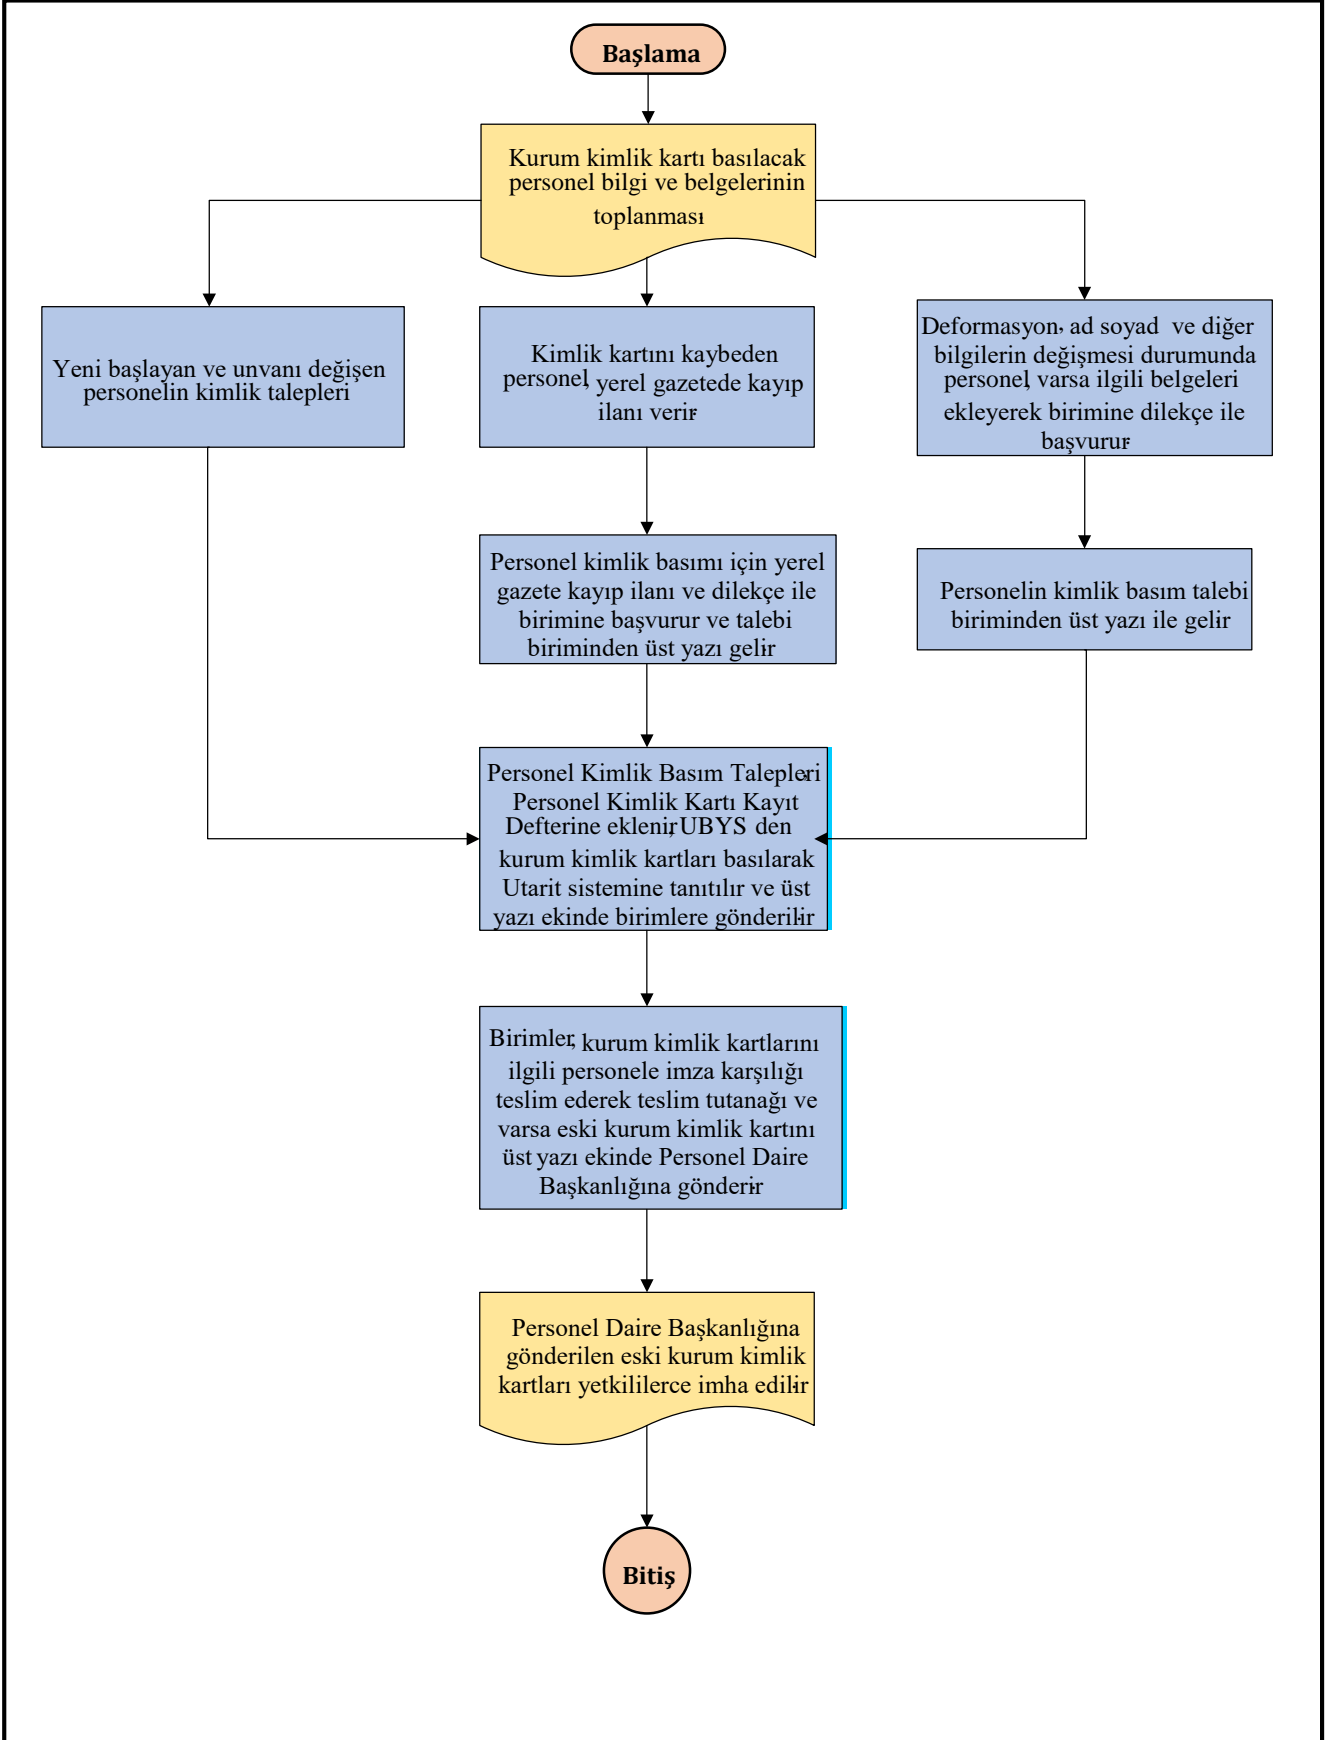 Başlama
Kurum kimlik kartı basılacak
personel bilgi ve belgelerinin
toplanması
Yeni başlayan ve unvanı değişen
personelin kimlik talepleri
Kimlik kartını kaybeden
personel, yerel gazetede kayıp
ilanı verir.
Deformasyon, ad soyad ve diğer
bilgilerin değişmesi durumunda
personel, varsa ilgili belgeleri
ekleyerek birimine dilekçe ile
başvurur.
Personel kimlik basımı için yerel
gazete kayıp ilanı ve dilekçe ile
birimine başvurur ve talebi
biriminden üst yazı gelir.
Personelin kimlik basım talebi
biriminden üst yazı ile gelir.
Personel Kimlik Basım Talepleri,
Personel Kimlik Kartı Kayıt
Defterine eklenir, UBYS den
kurum kimlik kartları basılarak
Utarit sistemine tanıtılır ve üst
yazı ekinde birimlere gönderilir.
Birimler, kurum kimlik kartlarını
ilgili personele imza karşılığı
teslim ederek teslim tutanağı ve
varsa eski kurum kimlik kartını
üst yazı ekinde Personel Daire
Başkanlığına gönderir.
Personel Daire Başkanlığına
gönderilen eski kurum kimlik
kartları yetkililerce imha edilir.
Bitiş